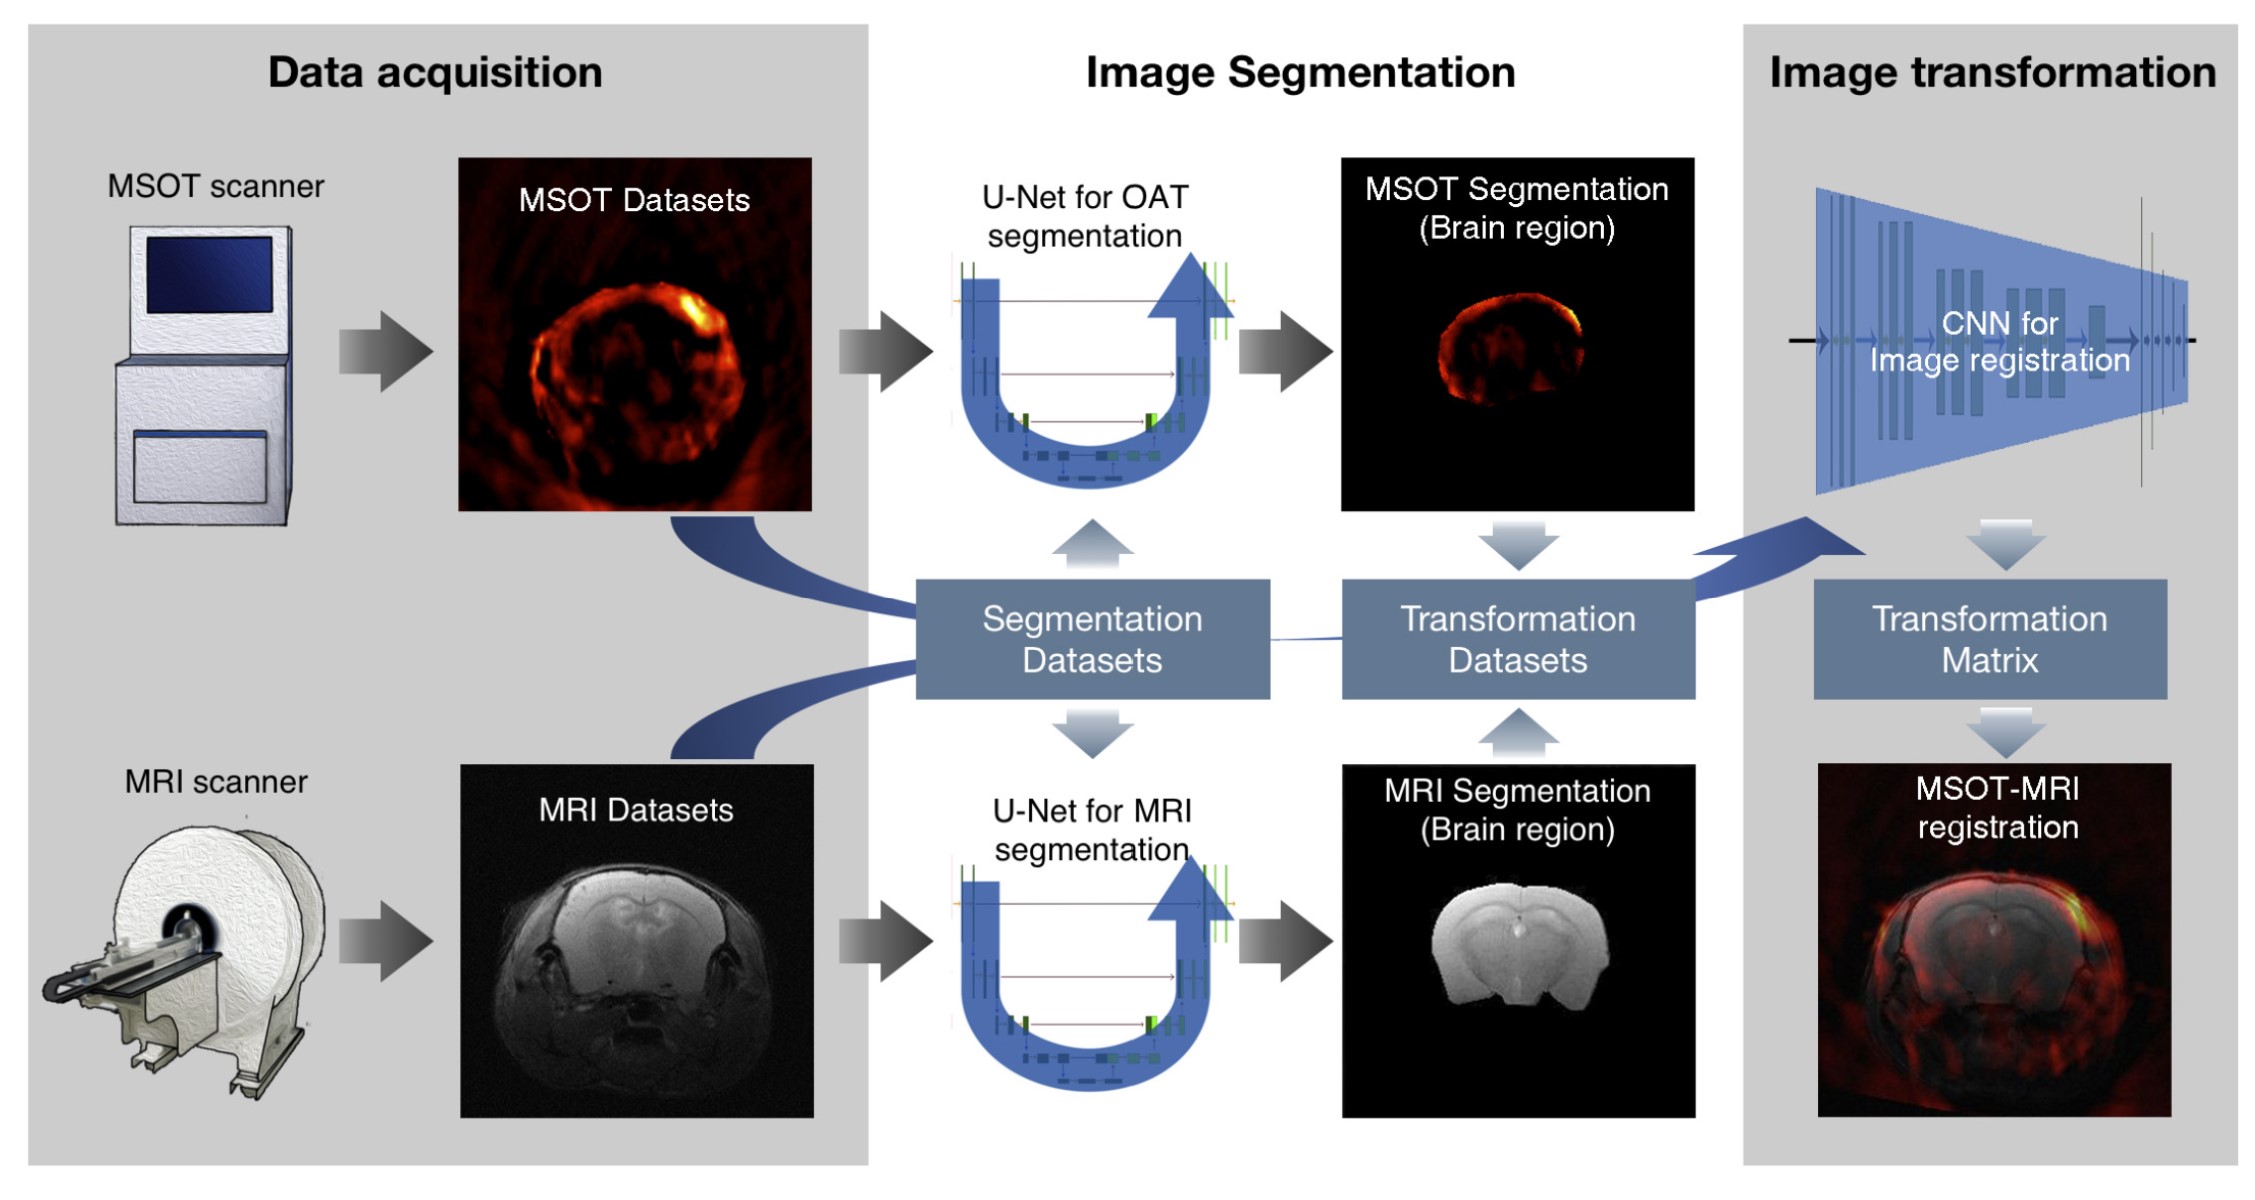 Data acquisition
Image Segmentation
Image transformation
MSOT scanner
MSOT Datasets
U-Net for OAT
segmentation
MSOT Segmentation
(Brain region)
CNN for
Image registration
Segmentation
Datasets
Transformation
Datasets
Transformation
Matrix
MRI scanner
MRI Datasets
U-Net for MRI
segmentation
MRI Segmentation
(Brain region)
MSOT-MRI
registration